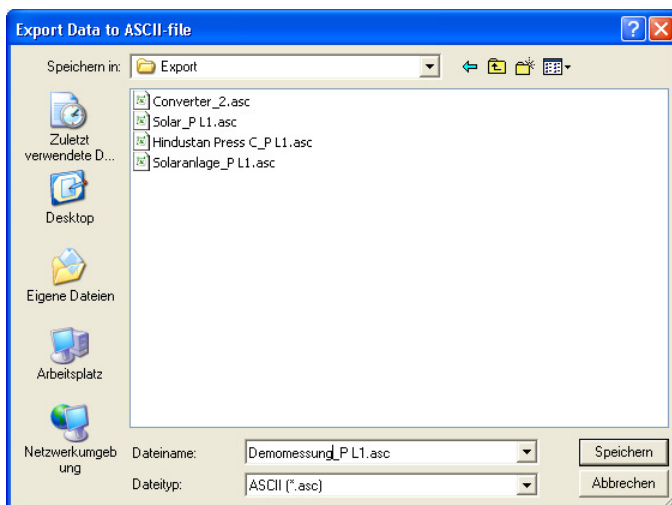 Export Data to ASCII-file
Speichern in:
Export
Zuletzt
verwendete D...
Desktop
Eigene Dateien
Arbeitsplatz
Netzwerkumgeb
ung
Converter_2.asc
Solar_P L1.asc
Hindustan Press C_P L1.asc
Solaranlage_P L1.asc
Dateiname:
Demomessung_P L1.asc
Speichern
Dateityp:
ASCII (*.asc)
Abbrechen